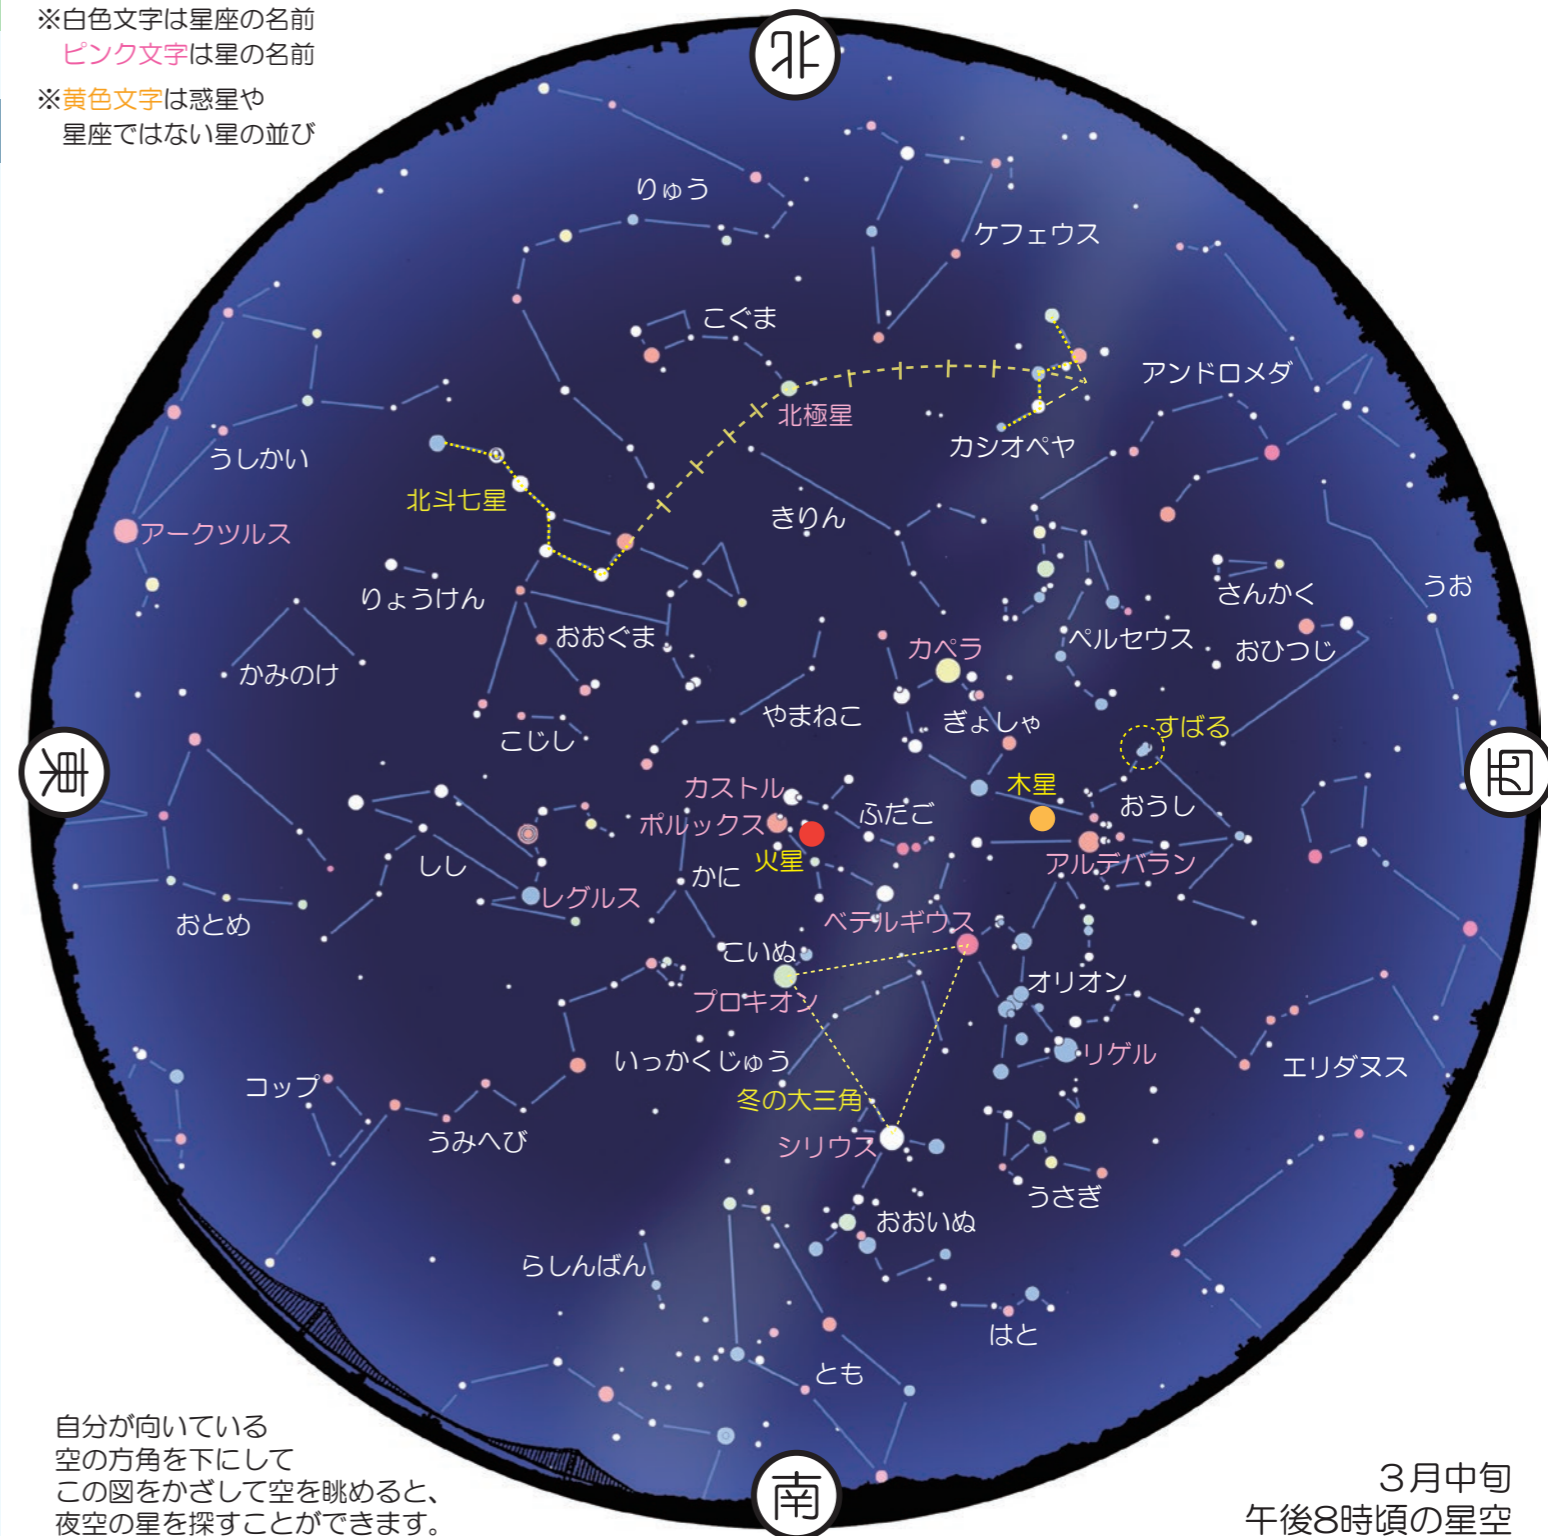 ※白色文字は星座の名前
ピンク文字は星の名前
※黄色文字は惑星や
星座ではない星の並び
北
りゅう
ケフェウス
こぐま
アンドロメダ
北極星
カシオペヤ
うしかい
北斗七星
きりん
アークツルス
りょうけん
さんかく
うお
おおぐま
ペルセウス
おひつじ
カペラ
かみのけ
やまねこ
ぎょしゃ
すばる
こじし
東
西
カストル
木星
おうし
ふたご
ポルックス
火星
アルデバラン
しし
かに
レグルス
おとめ
ベテルギウス
こいぬ
オリオン
プロキオン
いっかくじゅう
リゲル
エリダヌス
コップ
冬の大三角
うみへび
シリウス
うさぎ
おおいぬ
らしんばん
はと
とも
南
自分が向いている
空の方角を下にして
この図をかざして空を眺めると、
夜空の星を探すことができます。
３月中旬
午後8時頃の星空